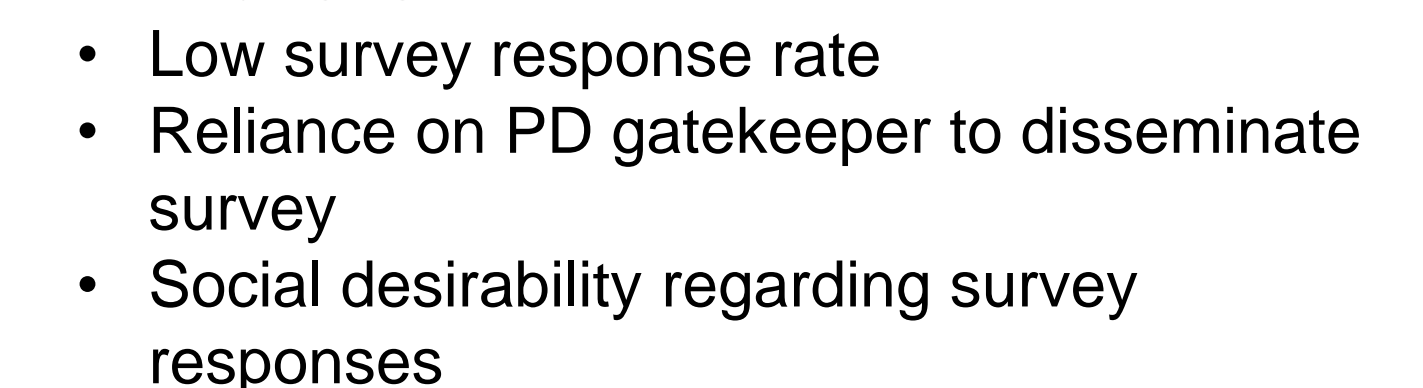 • Low survey response rate
• Reliance on PD gatekeeper to disseminate
survey
• Social desirability regarding survey
responses